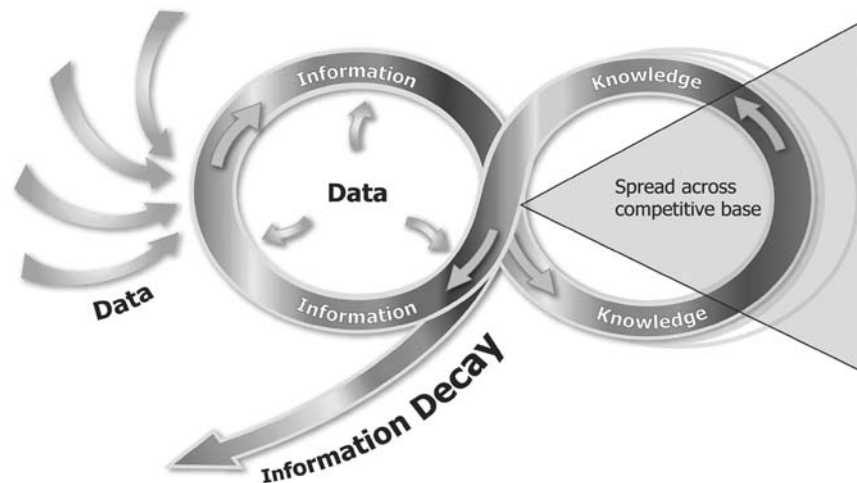 Information
Knowledge
Data
Spread across
competitive base
Data
Information
Knowledge
Information Decay